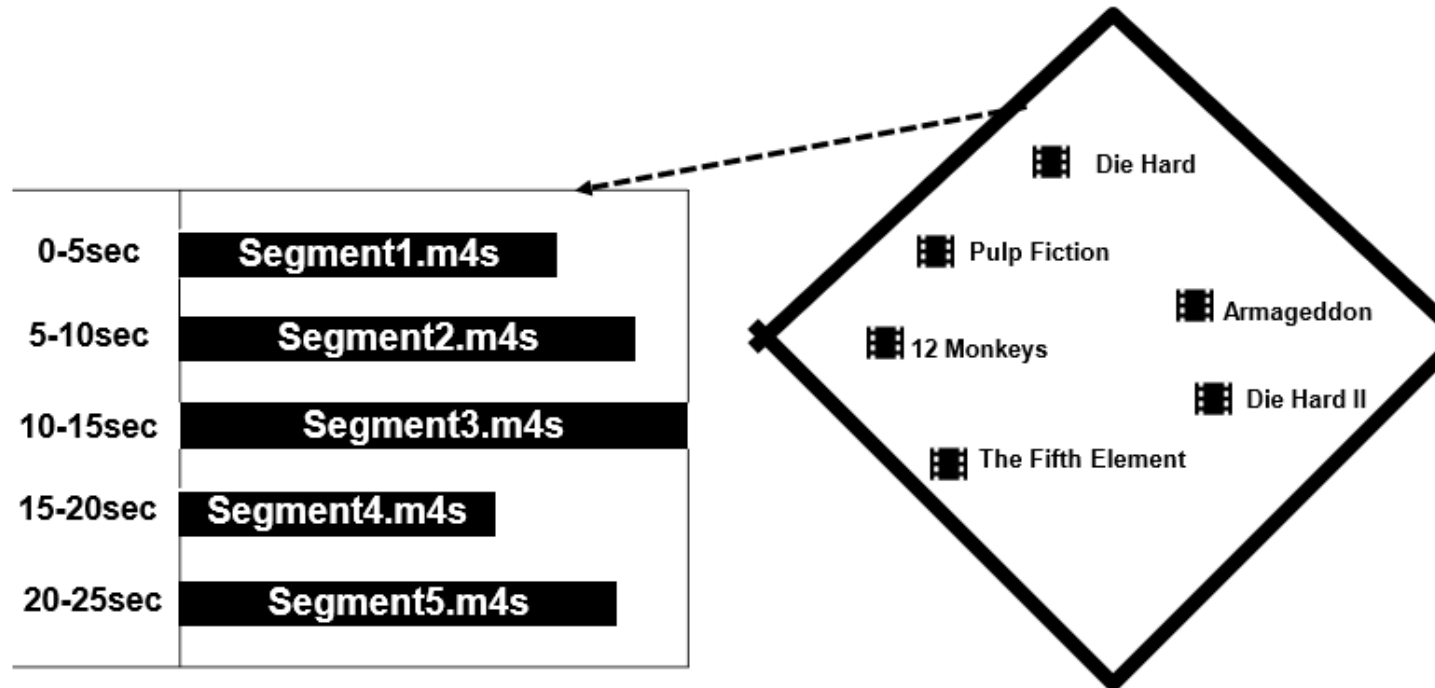 0-5sec Segment1.m4s
5-10sec Segment2.m4s
10-15sec Segment3.m4s
15-20sec Segment4.m4s
20-25sec Segment5.m4s
Die Hard
Pulp Fiction
Armageddon
12 Monkeys
Die Hard II
The Fifth Element